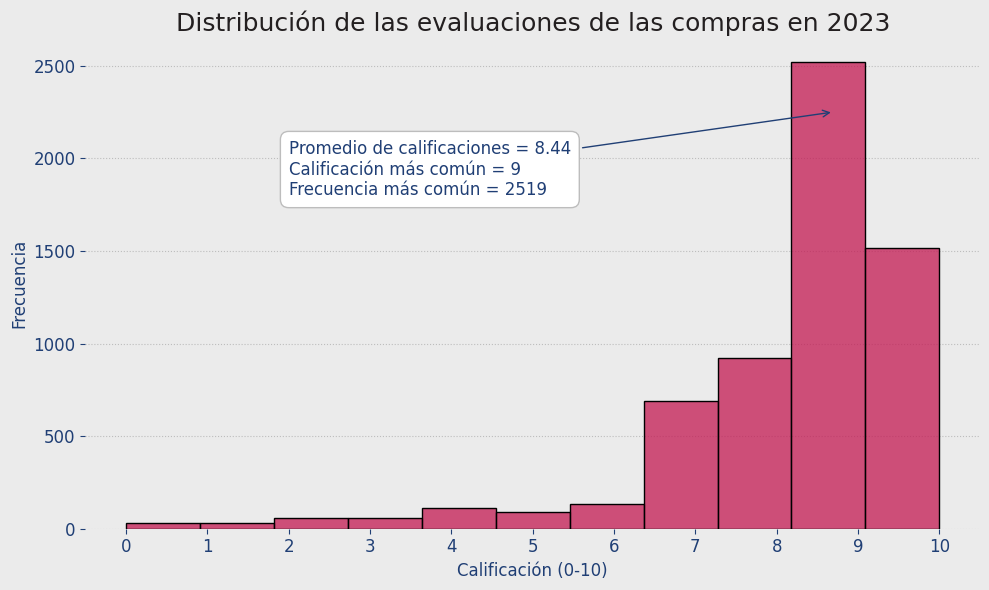 Distribución de las evaluaciones de las compras en 2023
2500
2000
1500
1000
500
0
Frecuencia
Promedio de calificaciones = 8.44
Calificación más común = 9
Frecuencia más común = 2519
0 1 2 3 4 5 6 7 8 9 10
Calificación (0-10)